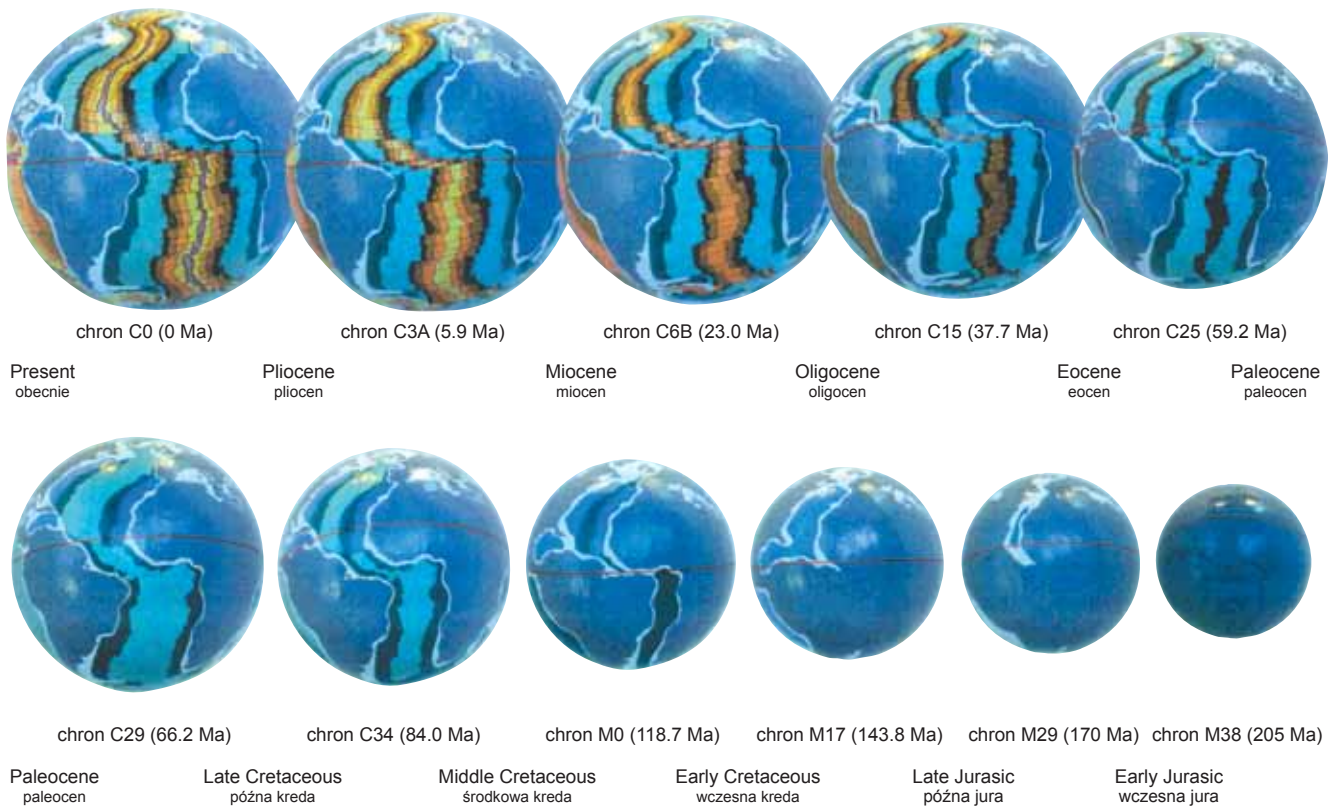 chron C0 (0 Ma) chron C3A (5.9 Ma) chron C6B (23.0 Ma) chron C15 (37.7 Ma) chron C25 (59.2 Ma)
Present Pliocene Miocene Oligocene Eocene Paleocene
obecnie pliocen miocen oligocen eocen paleocen
chron C29 (66.2 Ma) chron C34 (84.0 Ma) chron M0 (118.7 Ma) chron M17 (143.8 Ma) chron M29 (170 Ma) chron M38 (205 Ma)
Paleocene Late Cretaceous Middle Cretaceous Early Cretaceous Late Jurasic Early Jurasic
paleocen późna kreda środkowa kreda wczesna kreda późna jura wczesna jura